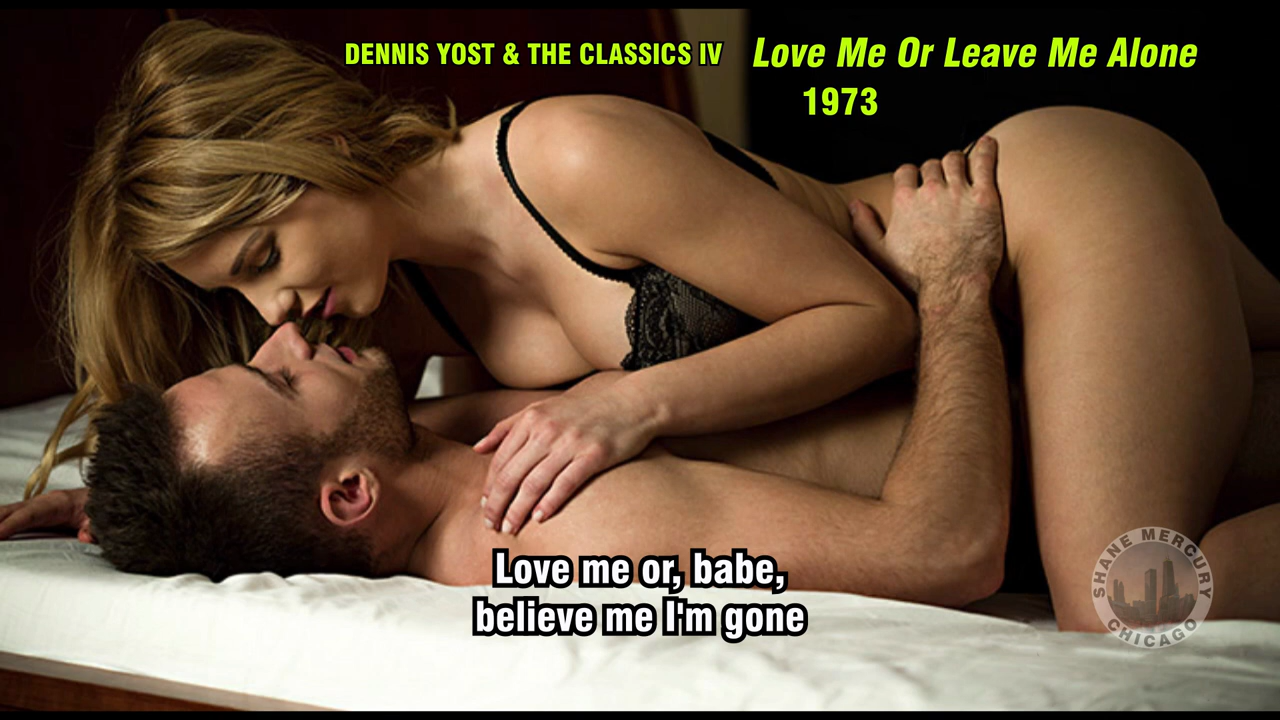 DENNIS YOST & THE CLASSICS IV
Love Me Or Leave Me Alone
1973
Love me or, babe,
believe me I'm gone
SHANE MERCURY
CHICAGO